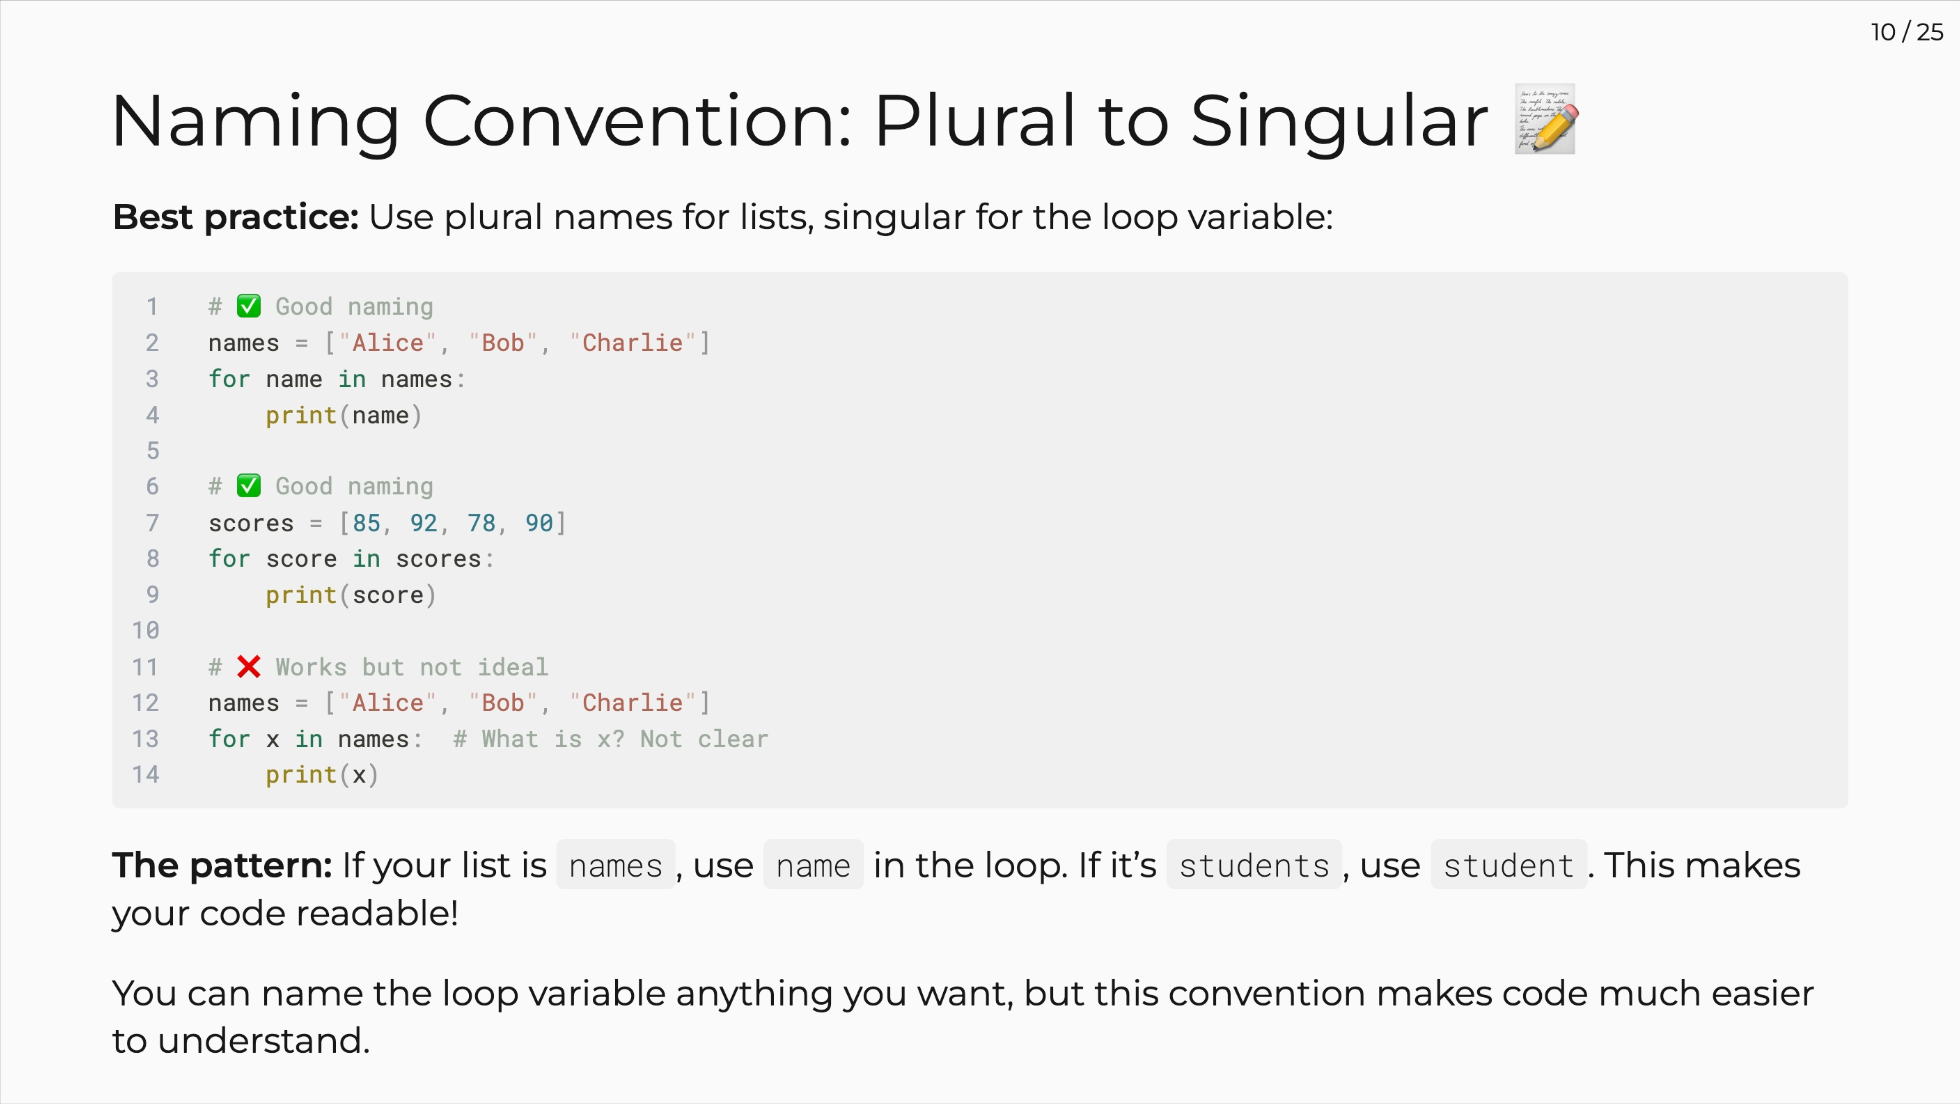 10 / 25
Naming Convention: Plural to Singular 📝
Best practice: Use plural names for lists, singular for the loop variable:
1 # ✅ Good naming
2 names = ["Alice", "Bob", "Charlie"]
3 for name in names:
4     print(name)
5
6 # ✅ Good naming
7 scores = [85, 92, 78, 90]
8 for score in scores:
9     print(score)
10
11 # ❌ Works but not ideal
12 names = ["Alice", "Bob", "Charlie"]
13 for x in names:  # What is x? Not clear
14     print(x)
The pattern: If your list is names, use name in the loop. If it’s students, use student. This makes
your code readable!
You can name the loop variable anything you want, but this convention makes code much easier
to understand.